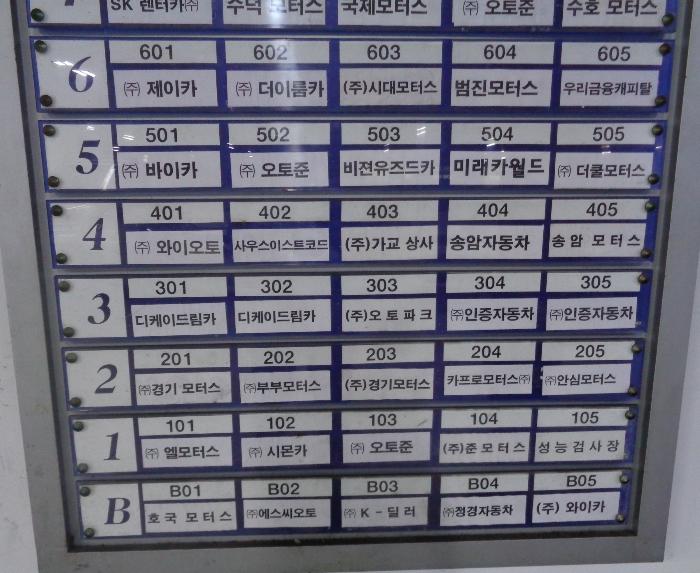 SK 렌터카㈜ 수덕 모터스 국제모터스 ㈜ 오토준 수호 모터스
6 601 602 603 604 605
㈜ 제이카 ㈜ 더이룸카 (주)시대모터스 범진모터스 우리금융캐피탈
5 501 502 503 504 505
㈜ 바이카 ㈜ 오토준 비젼유즈드카 미래카월드 ㈜ 더쿨모터스
4 401 402 403 404 405
㈜ 와이오토 사우스이스트코드 (주)가교 상사 송암자동차 송암 모터스
3 301 302 303 304 305
디케이드림카 디케이드림카 (주)오토파크 ㈜인증자동차 ㈜인증자동차
2 201 202 203 204 205
㈜경기 모터스 ㈜부부모터스 (주)경기모터스 카프로모터스㈜ ㈜안심모터스
1 101 102 103 104 105
㈜ 엘모터스 ㈜ 시몬카 ㈜ 오토준 (주)준모터스 성능검사장
B B01 B02 B03 B04 B05
호국 모터스 ㈜에스씨오토 ㈜ K - 딜러 ㈜정경자동차 (주) 와이카